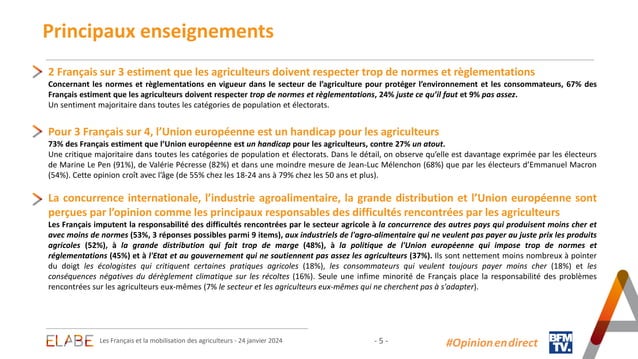 Principaux enseignements
2 Français sur 3 estiment que les agriculteurs doivent respecter trop de normes et règlementations
Concernant les normes et règlementations en vigueur dans le secteur de l’agriculture pour protéger l’environnement et les consommateurs, 67% des
Français estiment que les agriculteurs doivent respecter trop de normes et règlementations, 24% juste ce qu’il faut et 9% pas assez.
Un sentiment majoritaire dans toutes les catégories de population et électorats.
Pour 3 Français sur 4, l’Union européenne est un handicap pour les agriculteurs
73% des Français estiment que l’Union européenne est un handicap pour les agriculteurs, contre 27% un atout.
Une critique majoritaire dans toutes les catégories de population et électorats. Dans le détail, on observe qu’elle est davantage exprimée par les électeurs
de Marine Le Pen (91%), de Valérie Pécresse (82%) et dans une moindre mesure de Jean-Luc Mélenchon (68%) que par les électeurs d’Emmanuel Macron
(54%). Cette opinion croît avec l’âge (de 55% chez les 18-24 ans à 79% chez les 50 ans et plus).
La concurrence internationale, l’industrie agroalimentaire, la grande distribution et l’Union européenne sont
perçues par l’opinion comme les principaux responsables des difficultés rencontrées par les agriculteurs
Les Français imputent la responsabilité des difficultés rencontrées par le secteur agricole à la concurrence des autres pays qui produisent moins cher et
avec moins de normes (53%, 3 réponses possibles parmi 9 items), aux industriels de l’agro-alimentaire qui ne veulent pas payer au juste prix les produits
agricoles (52%), à la grande distribution qui fait trop de marge (48%), à la politique de l’Union européenne qui impose trop de normes et
réglementations (45%) et à l’Etat et au gouvernement qui ne soutiennent pas assez les agriculteurs (37%). Ils sont nettement moins nombreux à pointer
du doigt les écologistes qui critiquent certaines pratiques agricoles (18%), les consommateurs qui veulent toujours payer moins cher (18%) et les
conséquences négatives du dérèglement climatique sur les récoltes (16%). Seule une infime minorité de Français place la responsabilité des problèmes
rencontrées sur les agriculteurs eux-mêmes (7% le secteur et les agriculteurs eux-mêmes qui ne cherchent pas à s’adapter).
ELABE
Les Français et la mobilisation des agriculteurs - 24 janvier 2024
- 5 -
#Opinion en direct
BFM
TV.